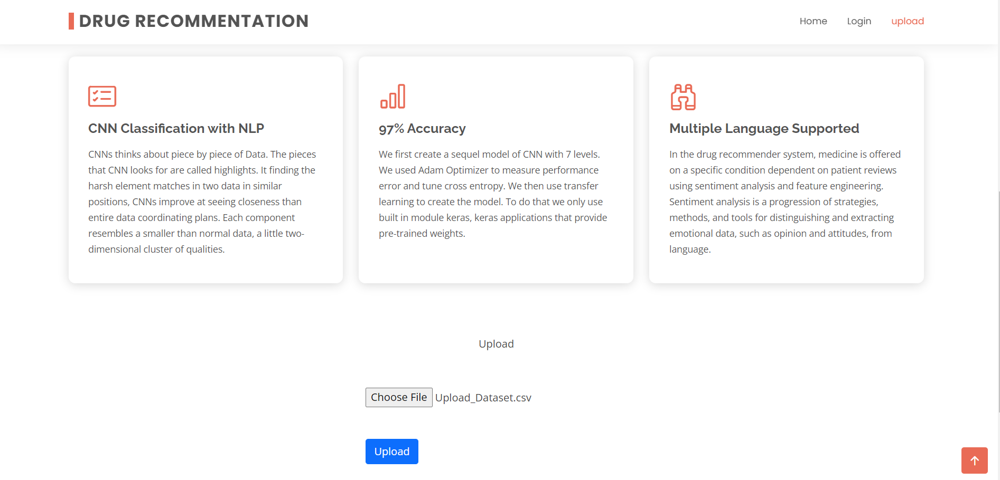 DRUG RECOMMENTATION
Home
Login
upload
CNN Classification with NLP
CNNs thinks about piece by piece of Data. The pieces
that CNN looks for are called highlights. It finding the
harsh element matches in two data in similar
positions, CNNs improve at seeing closeness than
entire data coordinating plans. Each component
resembles a smaller than normal data, a little two-
dimensional cluster of qualities.
97% Accuracy
We first create a sequel model of CNN with 7 levels.
We used Adam Optimizer to measure performance
error and tune cross entropy. We then use transfer
learning to create the model. To do that we only use
built in module keras, keras applications that provide
pre-trained weights.
Multiple Language Supported
In the drug recommender system, medicine is offered
on a specific condition dependent on patient reviews
using sentiment analysis and feature engineering.
Sentiment analysis is a progression of strategies,
methods, and tools for distinguishing and extracting
emotional data, such as opinion and attitudes, from
language.
Upload
Choose File Upload_Dataset.csv
Upload